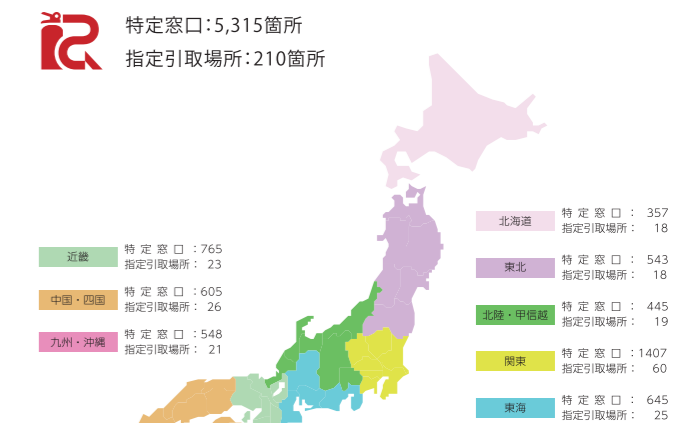 特定窓口：5,315箇所
指定引取場所：210箇所
北海道
特定窓口：357
指定引取場所：18
東北
特定窓口：543
指定引取場所：18
近畿
特定窓口：765
指定引取場所：23
中国・四国
特定窓口：605
指定引取場所：26
北陸・甲信越
特定窓口：445
指定引取場所：19
九州・沖縄
特定窓口：548
指定引取場所：21
関東
特定窓口：1407
指定引取場所：60
東海
特定窓口：645
指定引取場所：25